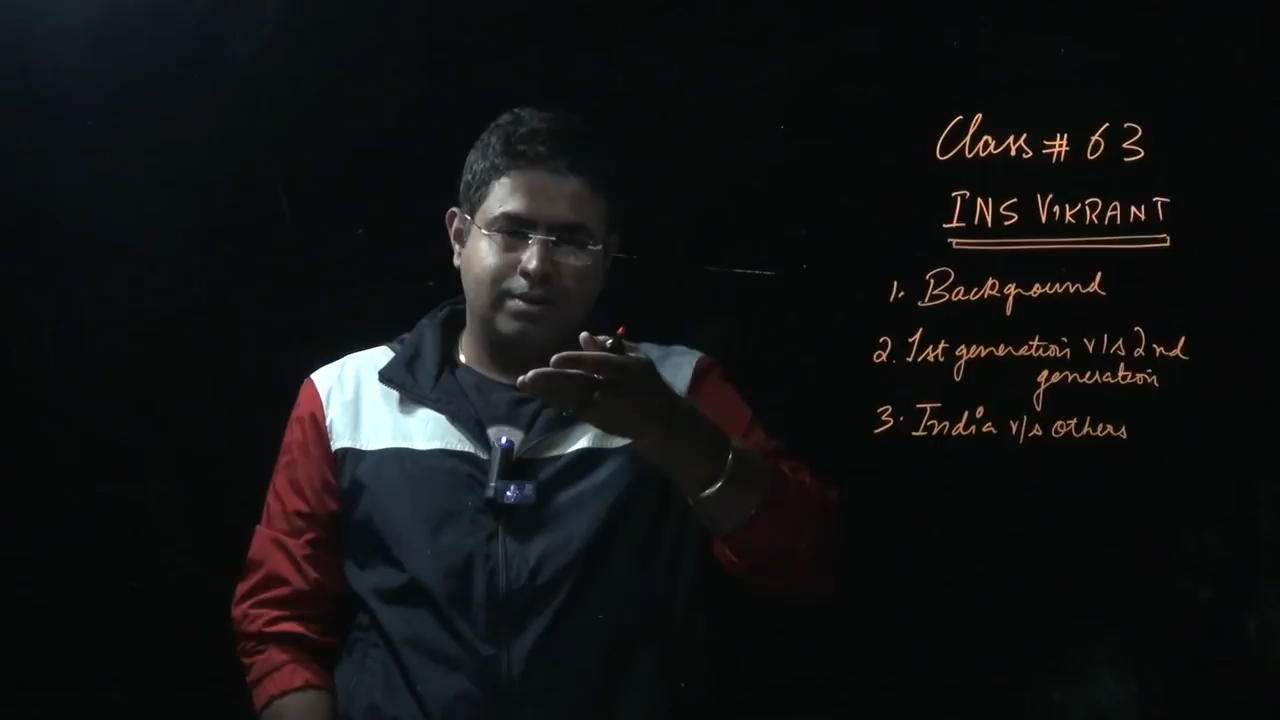 Class # 63
INS VIKRANT
1. Background
2. 1st generation v/s 2nd
generation
3. India v/s others